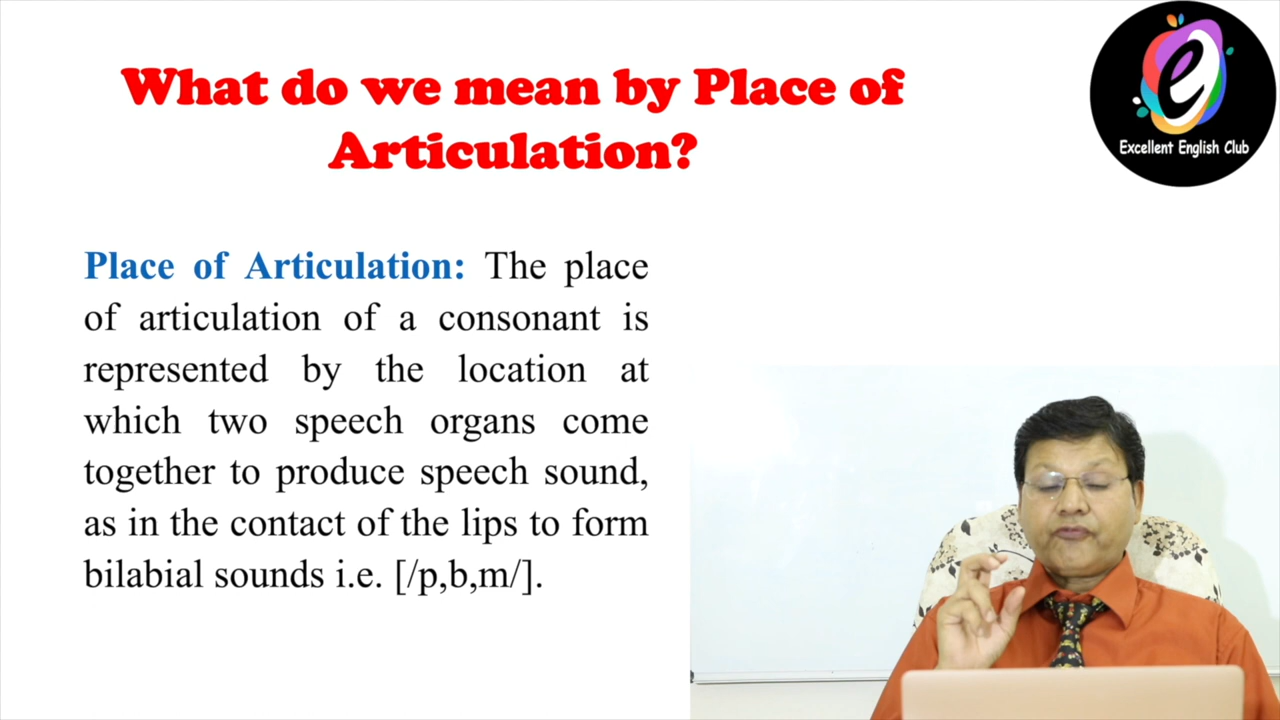 What do we mean by Place of
Articulation?
e
Excellent English Club
Place of Articulation: The place
of articulation of a consonant is
represented by the location at
which two speech organs come
together to produce speech sound,
as in the contact of the lips to form
bilabial sounds i.e. [/p,b,m/].